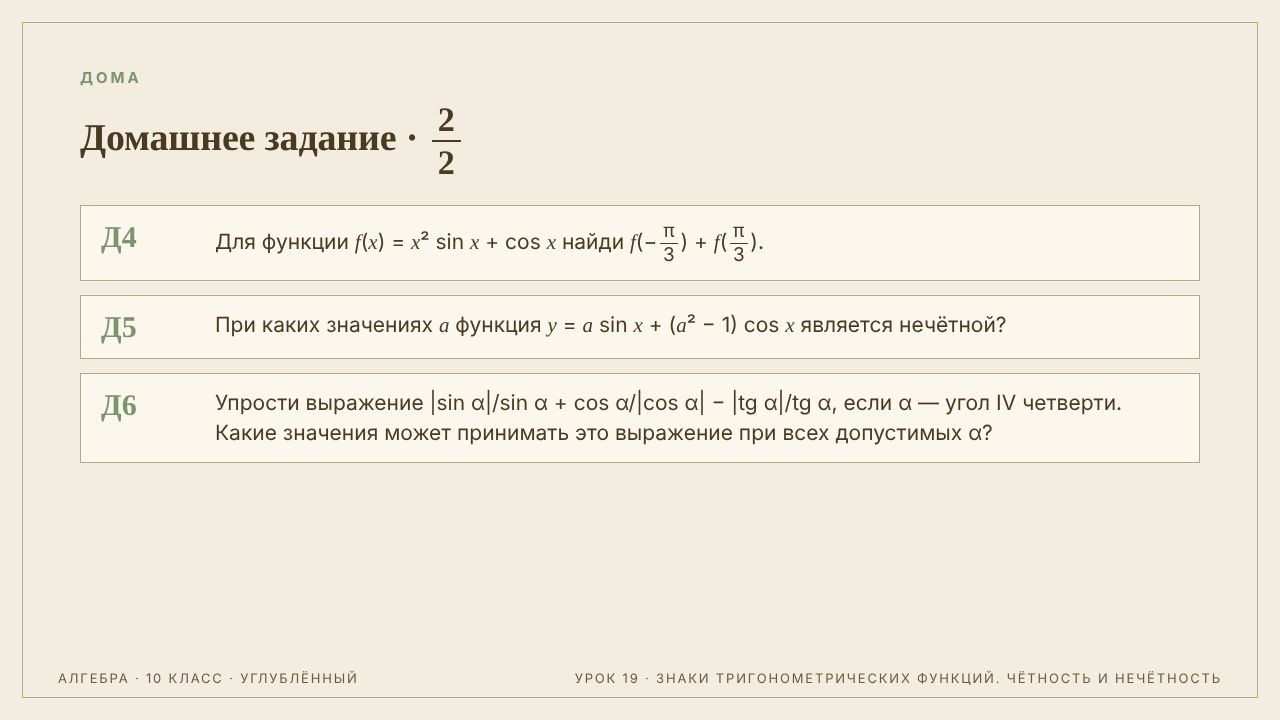 ДОМА
Домашнее задание · 2/2
Д4
Для функции f(x) = x² sin x + cos x найди f(−π/3) + f(π/3).
Д5
При каких значениях a функция y = a sin x + (a² − 1) cos x является нечётной?
Д6
Упрости выражение |sin α|/sin α + cos α/|cos α| − |tg α|/tg α, если α — угол IV четверти.
Какие значения может принимать это выражение при всех допустимых α?
АЛГЕБРА · 10 КЛАСС · УГЛУБЛЁННЫЙ
УРОК 19 · ЗНАКИ ТРИГОНОМЕТРИЧЕСКИХ ФУНКЦИЙ. ЧЁТНОСТЬ И НЕЧЁТНОСТЬ